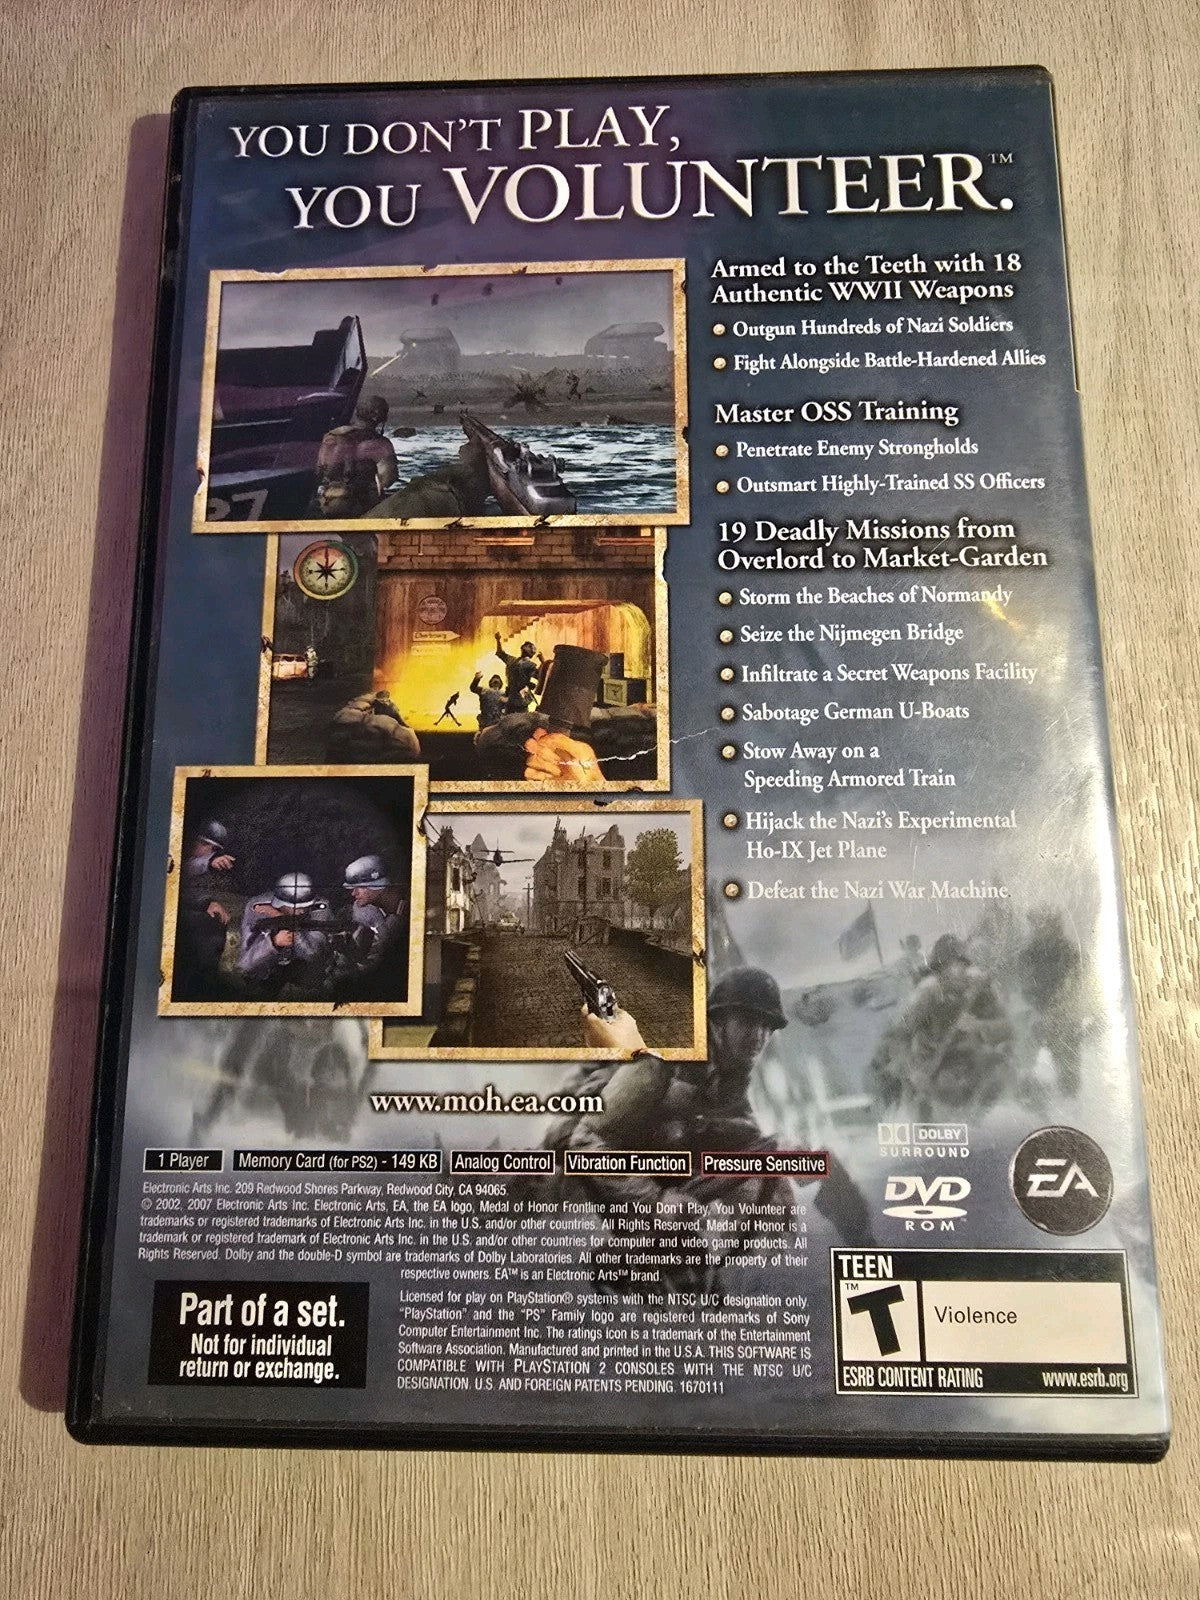 YOU DON'T PLAY,
YOU VOLUNTEER.™
Armed to the Teeth with 18
Authentic WWII Weapons
Outgun Hundreds of Nazi Soldiers
Fight Alongside Battle-Hardened Allies
Master OSS Training
Penetrate Enemy Strongholds
Outsmart Highly-Trained SS Officers
19 Deadly Missions from
Overlord to Market-Garden
Storm the Beaches of Normandy
Seize the Nijmegen Bridge
Infiltrate a Secret Weapons Facility
Sabotage German U-Boats
Stow Away on a
Speeding Armored Train
Hijack the Nazi's Experimental
Ho-IX Jet Plane
Defeat the Nazi War Machine
www.moh.ea.com
1 Player
Memory Card (for PS2) - 149 KB
Analog Control
Vibration Function
Pressure Sensitive
DOLBY
SURROUND
DVD
ROM
EA
Electronic Arts Inc. 209 Redwood Shores Parkway, Redwood City, CA 94065.
© 2002, 2007 Electronic Arts Inc. Electronic Arts, EA, the EA logo, Medal of Honor Frontline and You Don't Play, You Volunteer are
trademarks or registered trademarks of Electronic Arts Inc. in the U.S. and/or other countries. All Rights Reserved. Medal of Honor is a
trademark or registered trademark of Electronic Arts Inc. in the U.S. and/or other countries for computer and video game products. All
Rights Reserved. Dolby and the double-D symbol are trademarks of Dolby Laboratories. All other trademarks are the property of their
respective owners. EA™ is an Electronic Arts™ brand.
Part of a set.
Not for individual
return or exchange.
Licensed for play on PlayStation® systems with the NTSC U/C designation only.
"PlayStation" and the "PS" Family logo are registered trademarks of Sony
Computer Entertainment Inc. The ratings icon is a trademark of the Entertainment
Software Association. Manufactured and printed in the U.S.A. THIS SOFTWARE IS
COMPATIBLE WITH PLAYSTATION 2 CONSOLES WITH THE NTSC U/C
DESIGNATION. U.S. AND FOREIGN PATENTS PENDING. 1670111
TEEN
T™
Violence
ESRB CONTENT RATING
www.esrb.org